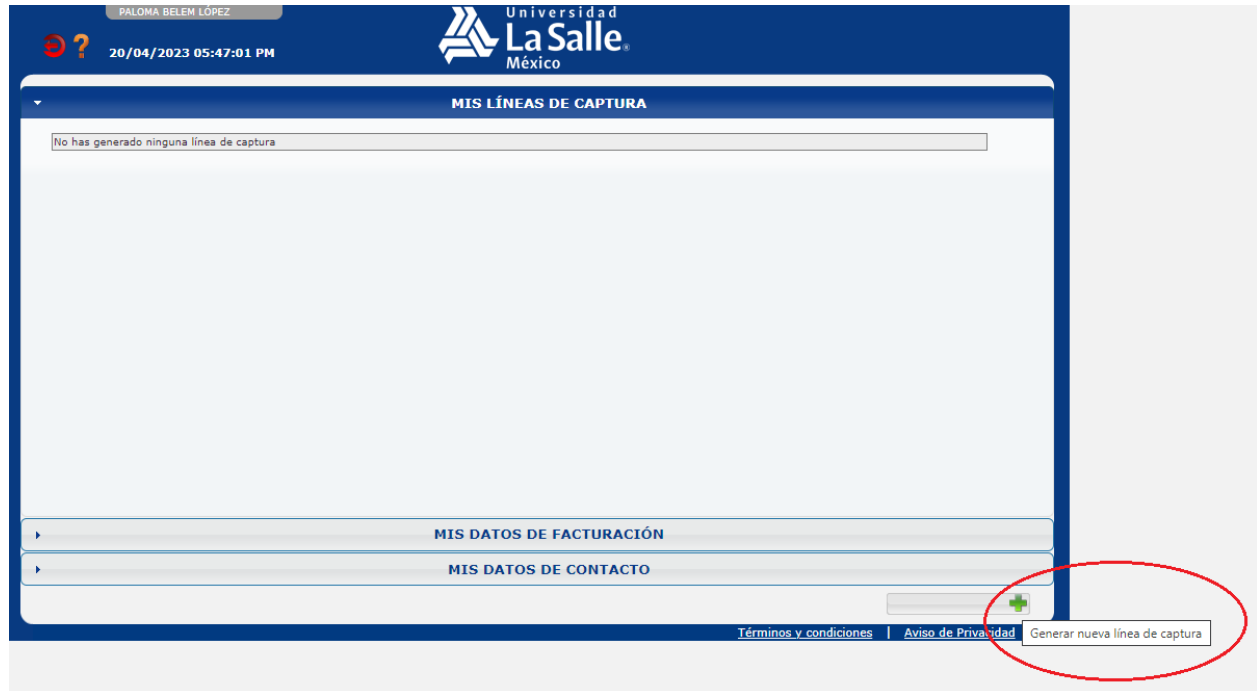 PALOMA BELEM LÓPEZ
20/04/2023 05:47:01 PM
Universidad
La Salle®
México
MIS LÍNEAS DE CAPTURA
No has generado ninguna línea de captura
MIS DATOS DE FACTURACIÓN
MIS DATOS DE CONTACTO
Términos y condiciones | Aviso de Privacidad
Generar nueva línea de captura